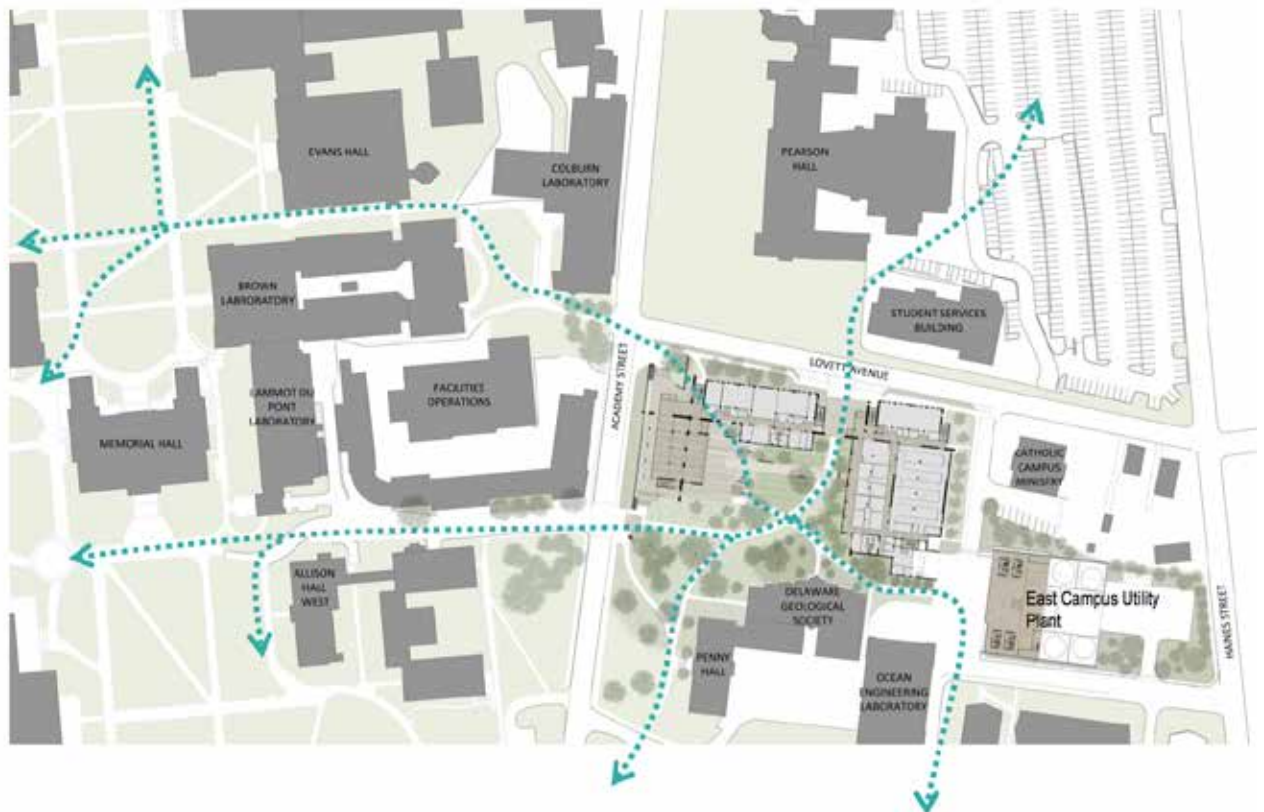 EVANS HALL
COLBURN
LABORATORY
PEARSON
HALL
BROWN
LABRORATORY
STUDENT SERVICES
BUILDING
LOVETT AVENUE
ACADEMY STREET
LAMMOT DU
PONT
LABORATORY
FACILITIES
OPERATIONS
MEMORIAL HALL
CATHOLIC
CAMPUS
MINISTRY
ALLISON
HALL
WEST
DELAWARE
GEOLOGICAL
SOCIETY
East Campus Utility
Plant
HAINES STREET
PENNY
HALL
OCEAN
ENGINEERING
LABORATORY